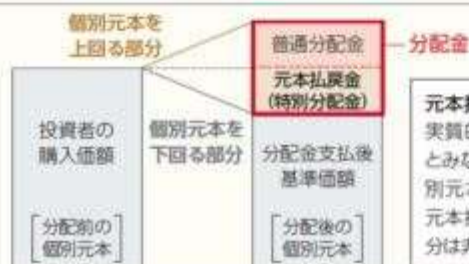 個別元本を
上回る部分
普通分配金
分配金
元本払戻金
(特別分配金)
投資者の
購入価額
個別元本を
下回る部分
分配金支払後
基準価額
[分配前の
個別元本]
[分配後の
個別元本]
元本
実質
とみな
別元
元本
分は非